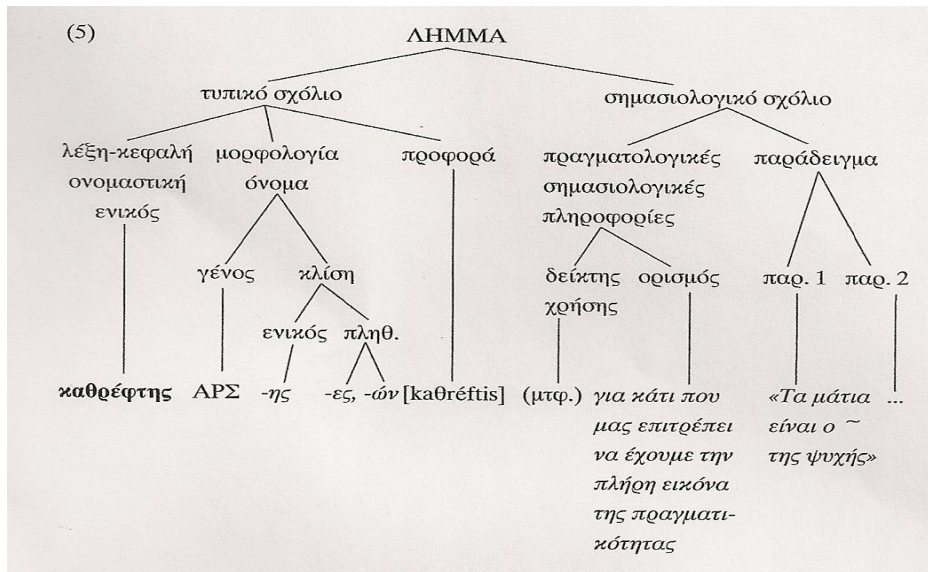 (5) ΛΗΜΜΑ
τυπικό σχόλιο σημασιολογικό σχόλιο
λέξη-κεφαλή μορφολογία προφορά πραγματολογικές παράδειγμα
ονομαστική όνομα σημασιολογικές
ενικός πληροφορίες
γένος κλίση δείκτης ορισμός παρ. 1 παρ. 2
χρήσης
ενικός πληθ.
καθρέφτης ΑΡΣ -ης -ες, -ών [kaθréftis] (μτφ.) για κάτι που «Τα μάτια ...
μας επιτρέπει είναι ο ~
να έχουμε την της ψυχής»
πλήρη εικόνα
της πραγματι-
κότητας